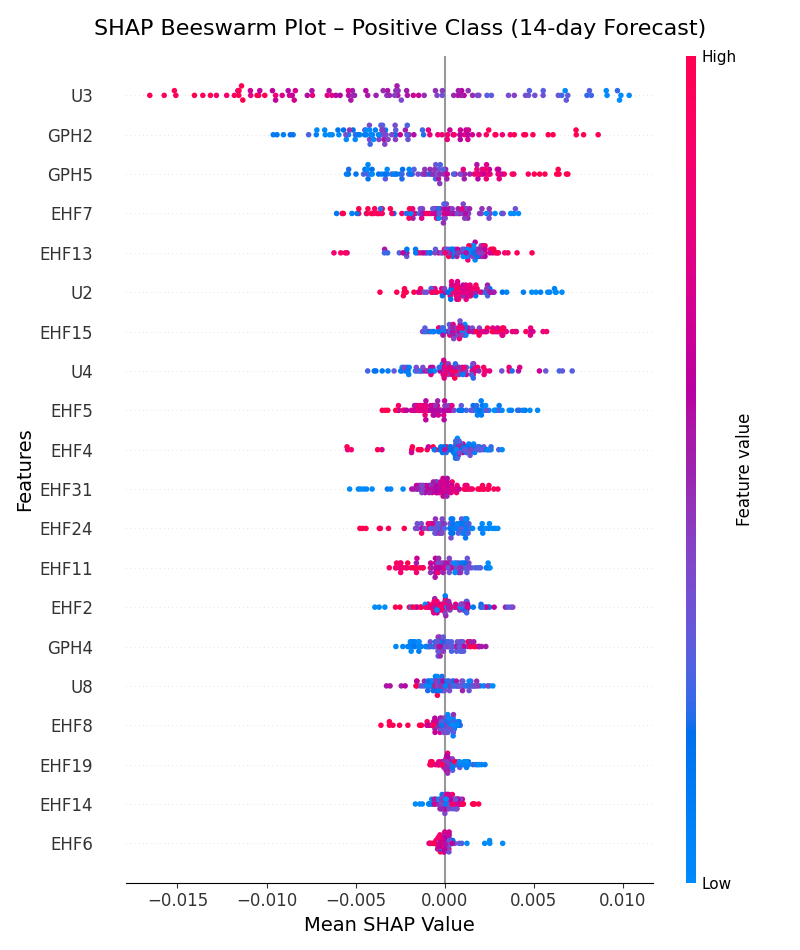 SHAP Beeswarm Plot – Positive Class (14-day Forecast)
High
U3
GPH2
GPH5
EHF7
EHF13
U2
EHF15
U4
EHF5
EHF4
EHF31
EHF24
EHF11
EHF2
GPH4
U8
EHF8
EHF19
EHF14
EHF6
Features
Feature value
Low
−0.015 −0.010 −0.005 0.000 0.005 0.010
Mean SHAP Value